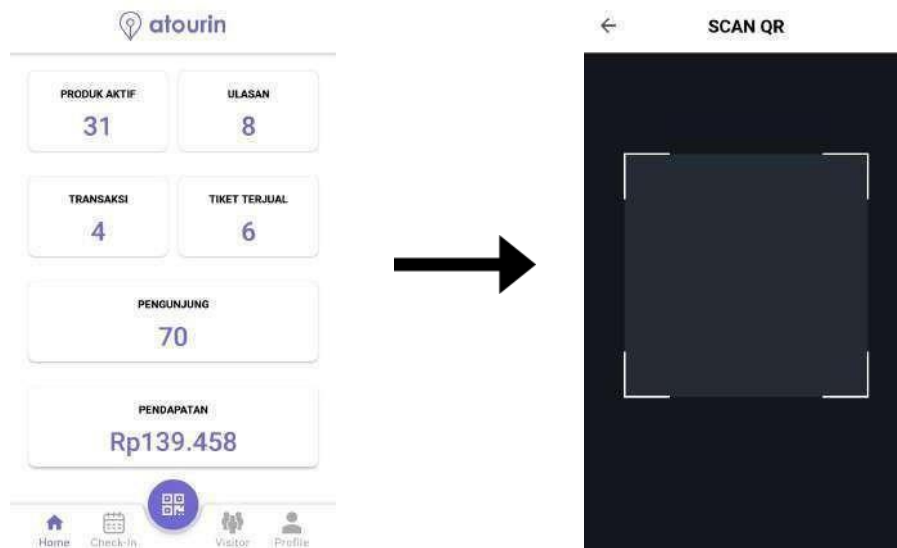 atourin
PRODUK AKTIF
31
ULASAN
8
TRANSAKSI
4
TIKET TERJUAL
6
PENGUNJUNG
70
PENDAPATAN
Rp139.458
Home Check-In Visitor Profile
SCAN QR